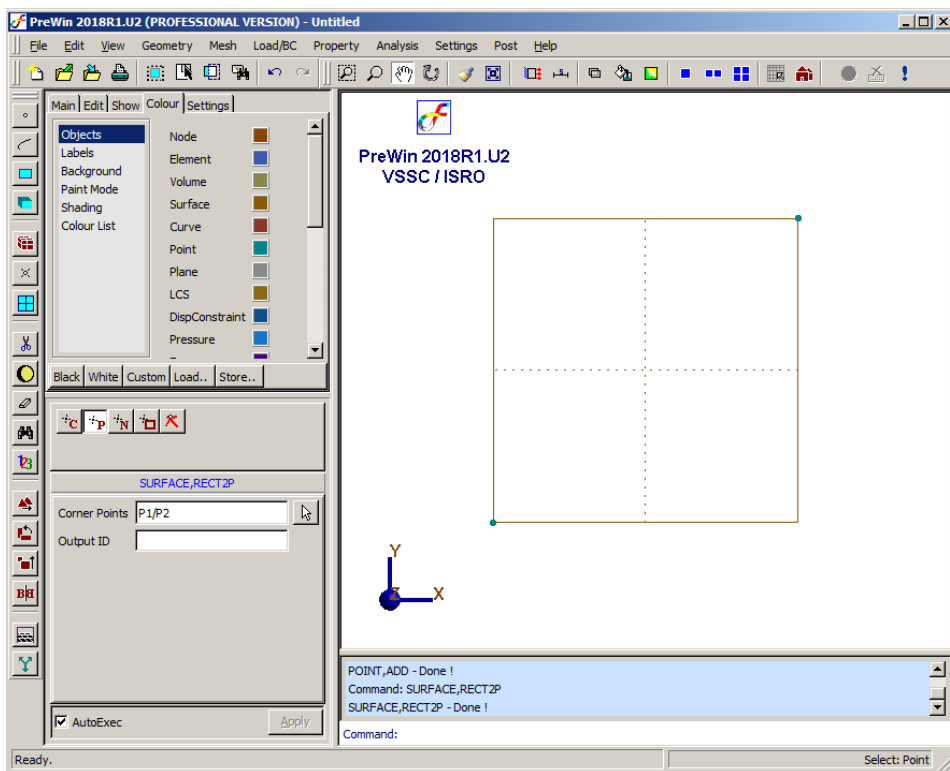 PreWin 2018R1.U2 (PROFESSIONAL VERSION) - Untitled
File Edit View Geometry Mesh Load/BC Property Analysis Settings Post Help
Main Edit Show Colour Settings
Objects
Labels
Background
Paint Mode
Shading
Colour List
Node
Element
Volume
Surface
Curve
Point
Plane
LCS
DispConstraint
Pressure
Black White Custom Load.. Store..
C P N
SURFACE,RECT2P
Corner Points P1/P2
Output ID
AutoExec Apply
PreWin 2018R1.U2
VSSC / ISRO
Y
Z X
POINT,ADD - Done !
Command: SURFACE,RECT2P
SURFACE,RECT2P - Done !
Command:
Ready. Select: Point